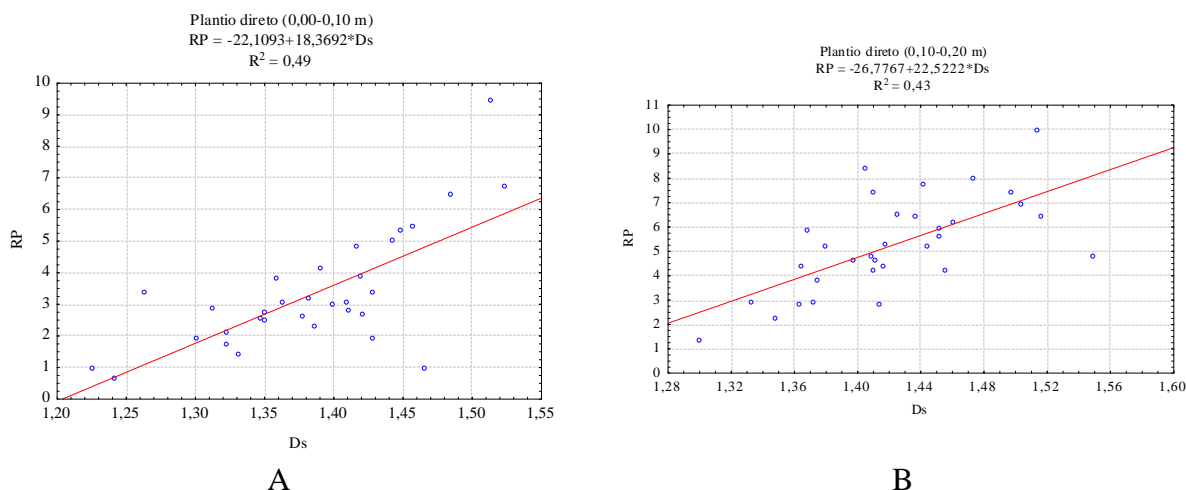 Plantio direto (0,00-0,10 m)
RP = -22,1093+18,3692*Ds
R² = 0,49
10
9
8
7
6
5
4
3
2
1
0
RP
1,20 1,25 1,30 1,35 1,40 1,45 1,50 1,55
Ds
A
Plantio direto (0,10-0,20 m)
RP = -26,7767+22,5222*Ds
R² = 0,43
11
10
9
8
7
6
5
4
3
2
1
0
RP
1,28 1,32 1,36 1,40 1,44 1,48 1,52 1,56 1,60
Ds
B